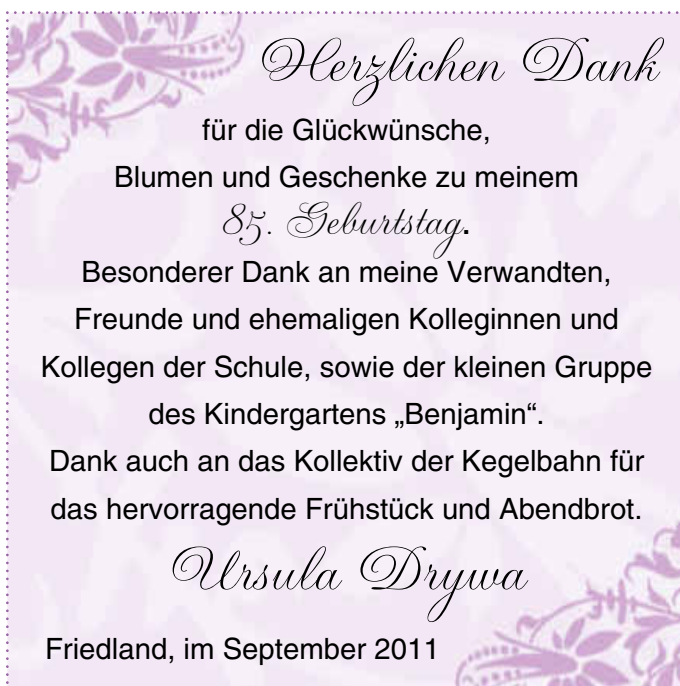 Herzlichen Dank
für die Glückwünsche,
Blumen und Geschenke zu meinem
85. Geburtstag.
Besonderer Dank an meine Verwandten,
Freunde und ehemaligen Kolleginnen und
Kollegen der Schule, sowie der kleinen Gruppe
des Kindergartens „Benjamin“.
Dank auch an das Kollektiv der Kegelbahn für
das hervorragende Frühstück und Abendbrot.
Ursula Drywa
Friedland, im September 2011